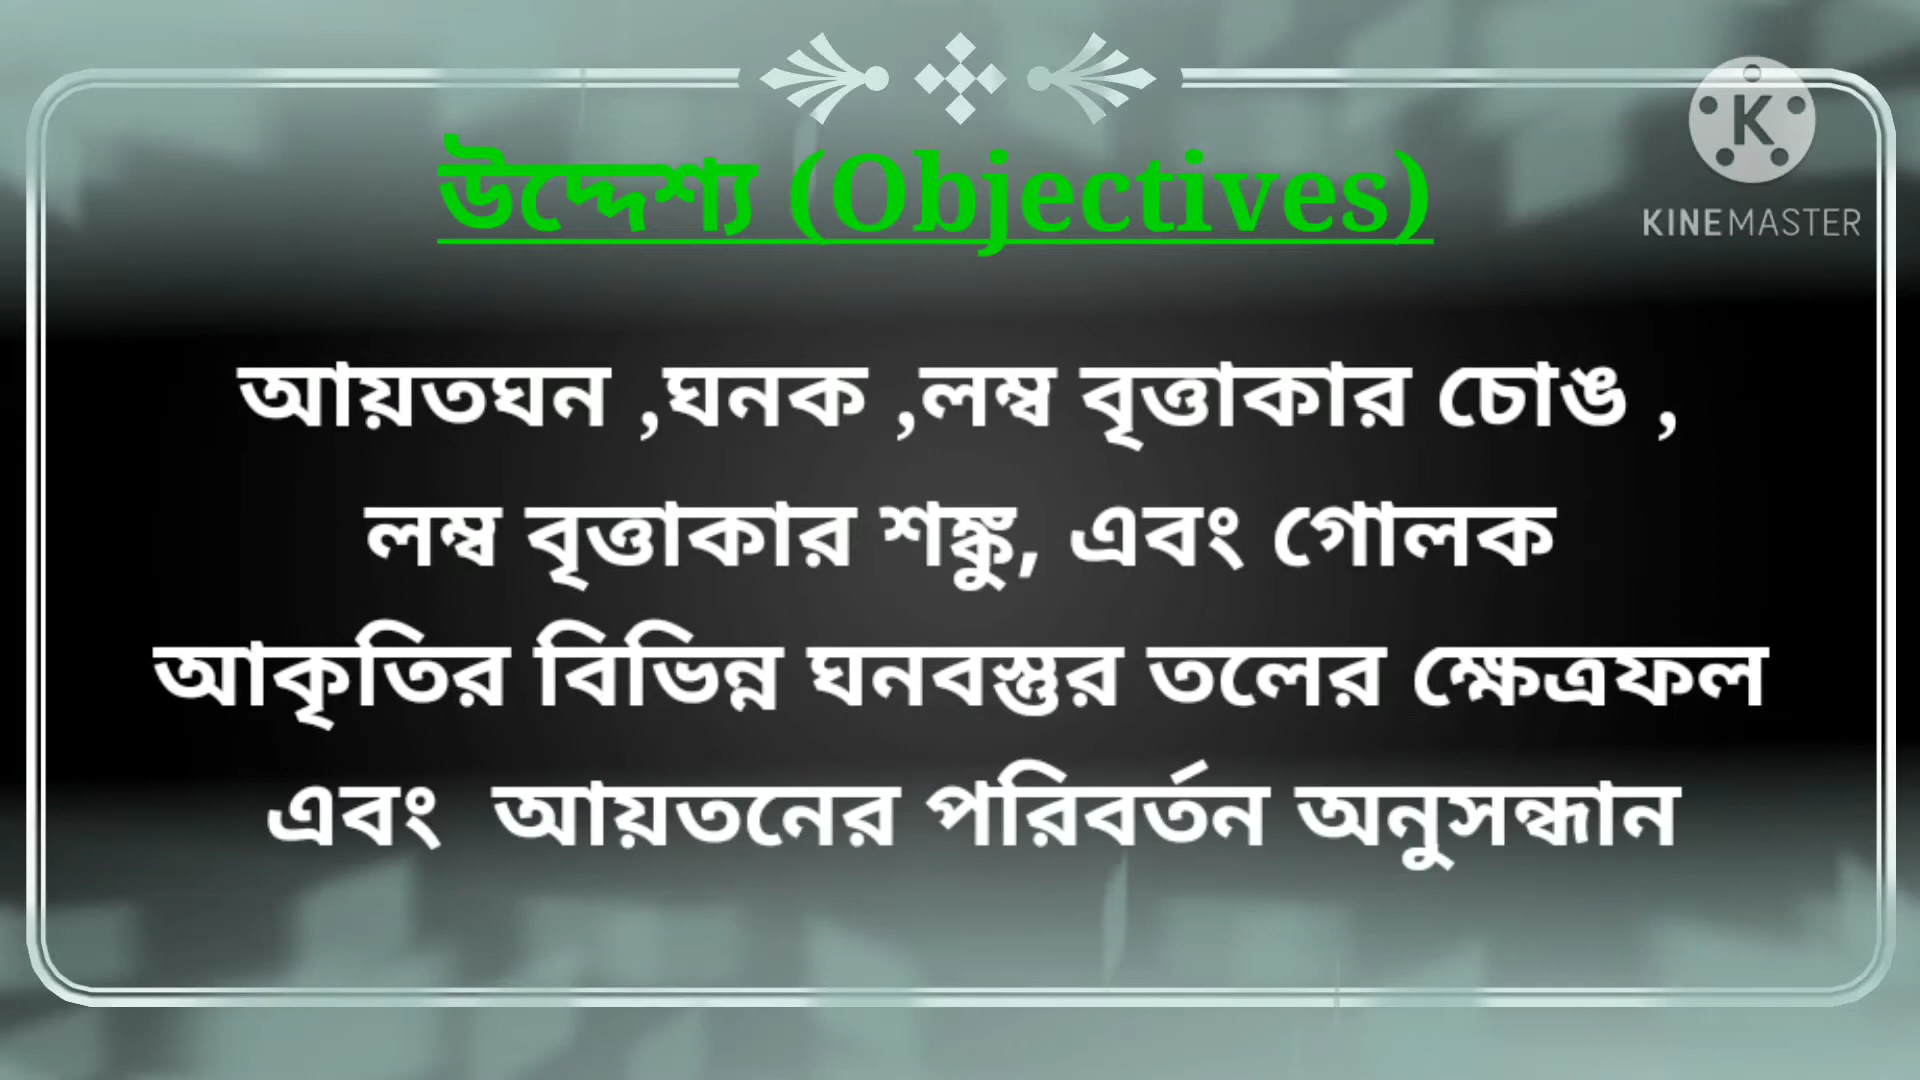 উদ্দেশ্য (Objectives)
KINEMASTER
আয়তঘন ,ঘনক ,লম্ব বৃত্তাকার চোঙ ,
লম্ব বৃত্তাকার শঙ্কু, এবং গোলক
আকৃতির বিভিন্ন ঘনবস্তুর তলের ক্ষেত্রফল
এবং আয়তনের পরিবর্তন অনুসন্ধান